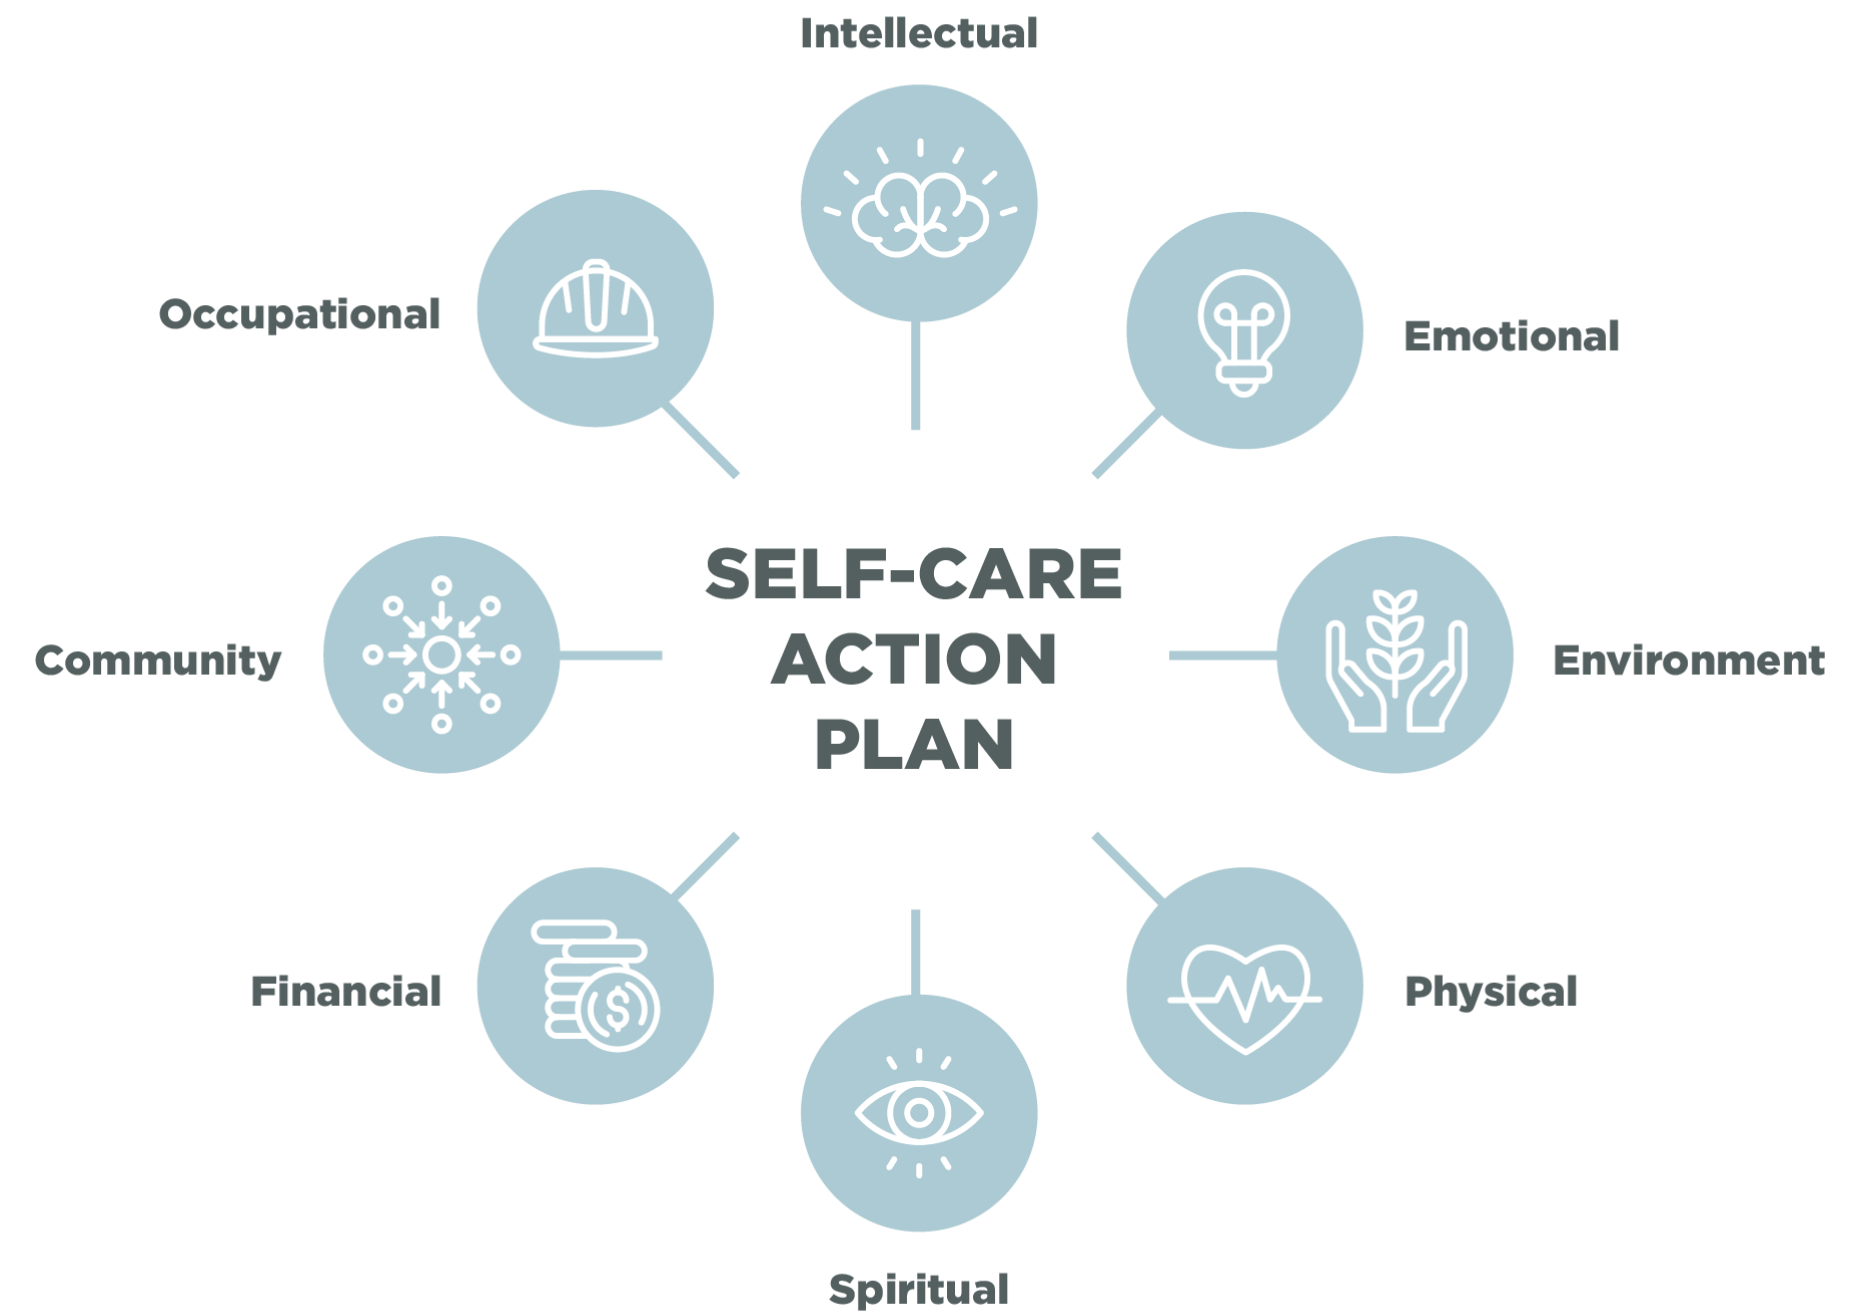 Intellectual
Occupational
Emotional
SELF-CARE
ACTION
PLAN
Community
Environment
Financial
$
Physical
Spiritual